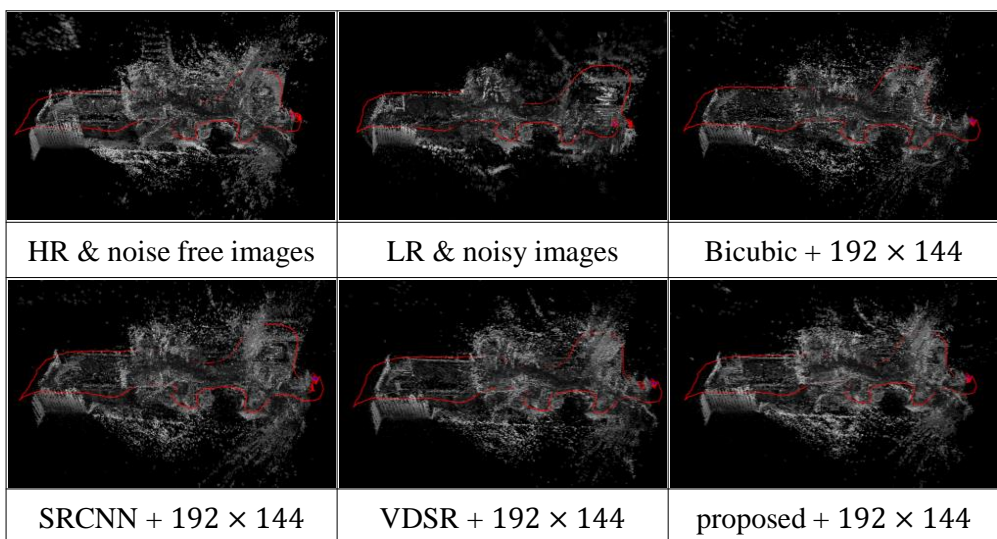 HR & noise free images
LR & noisy images
Bicubic + 192 × 144
SRCNN + 192 × 144
VDSR + 192 × 144
proposed + 192 × 144